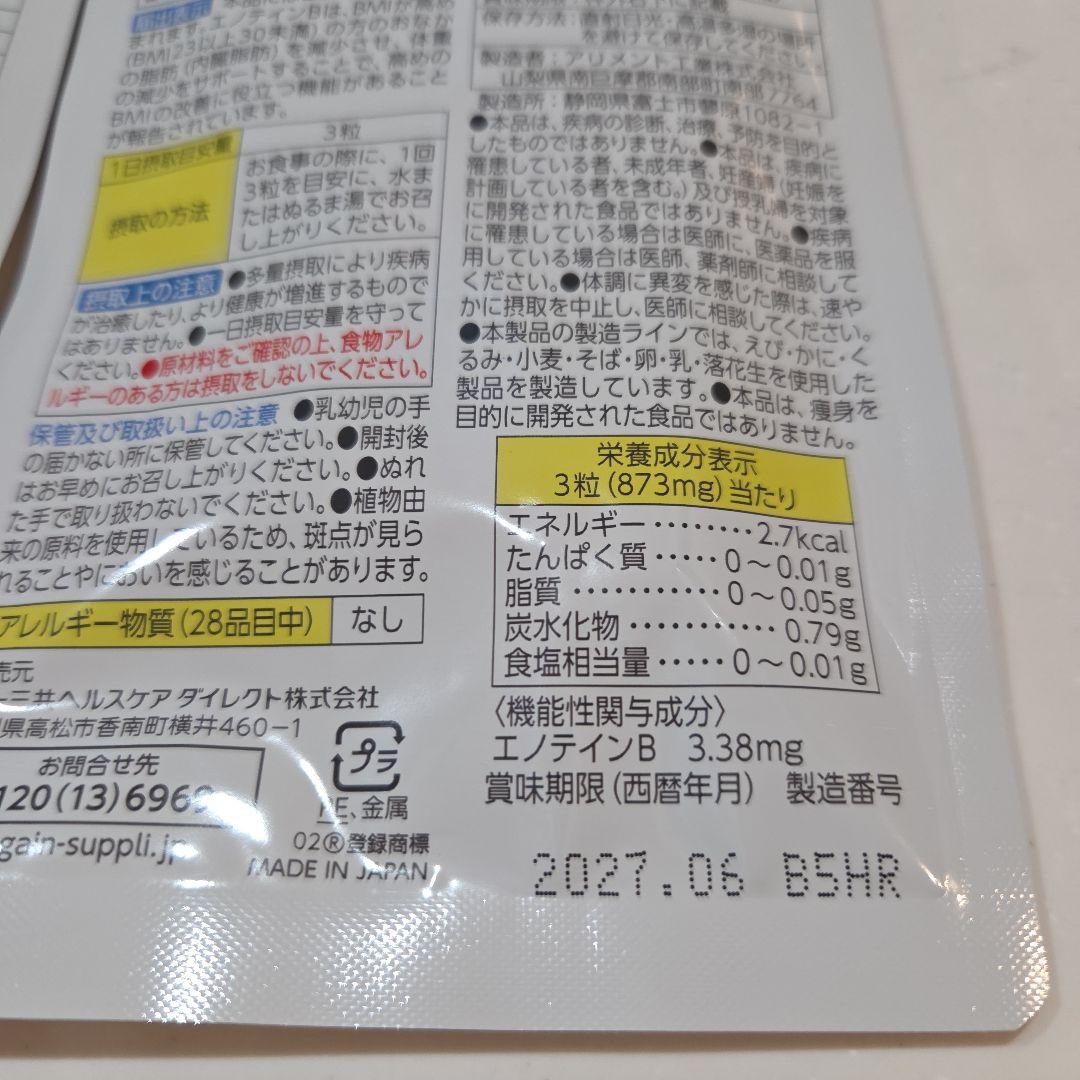 届出表示
本品には
まれます。エノテインBは、BMIが高め
(BMI23以上30未満)の方のおなか
の脂肪(内臓脂肪)を減少させ、体重
の減少をサポートすることで、高めの
BMIの改善に役立つ機能があること
が報告されています。
1日摂取目安量
3粒
摂取の方法
お食事の際に、1回
3粒を目安に、水ま
たはぬるま湯でお召
し上がりください。
摂取上の注意 ●多量摂取により疾病
が治癒したり、より健康が増進するもので
はありません。●一日摂取目安量を守って
ください。●原材料をご確認の上、食物アレ
ルギーのある方は摂取をしないでください。
保管及び取扱い上の注意 ●乳幼児の手
の届かない所に保管してください。●開封後
はお早めにお召し上がりください。●ぬれ
た手で取り扱わないでください。●植物由
来の原料を使用しているため、斑点が見ら
れることやにおいを感じることがあります。
アレルギー物質(28品目中) なし
売元
三共ヘルスケア ダイレクト株式会社
県高松市香南町横井460-1
お問合せ先
120(13)6969
gain-suppli.jp
プラ
PE、金属
02®登録商標
MADE IN JAPAN
保存方法:直射日光・高温多湿の場所
を避けて保存してください。
製造者:アリメント工業株式会社
山梨県南巨摩郡南部町南部7764
製造所:静岡県富士市蓼原1082-1
●本品は、疾病の診断、治療、予防を目的と
したものではありません。●本品は、疾病に
罹患している者、未成年者、妊産婦(妊娠を
計画している者を含む。)及び授乳婦を対象
に開発された食品ではありません。●疾病
に罹患している場合は医師に、医薬品を服
用している場合は医師、薬剤師に相談して
ください。●体調に異変を感じた際は、速や
かに摂取を中止し、医師に相談してください。
●本製品の製造ラインでは、えび・かに・く
るみ・小麦・そば・卵・乳・落花生を使用した
製品を製造しています。●本品は、痩身を
目的に開発された食品ではありません。
栄養成分表示
3粒(873mg)当たり
エネルギー········2.7kcal
たんぱく質·····0～0.01g
脂質···········0～0.05g
炭水化物···········0.79g
食塩相当量·····0～0.01g
〈機能性関与成分〉
エノテインB 3.38mg
賞味期限(西暦年月) 製造番号
2027.06 B5HR